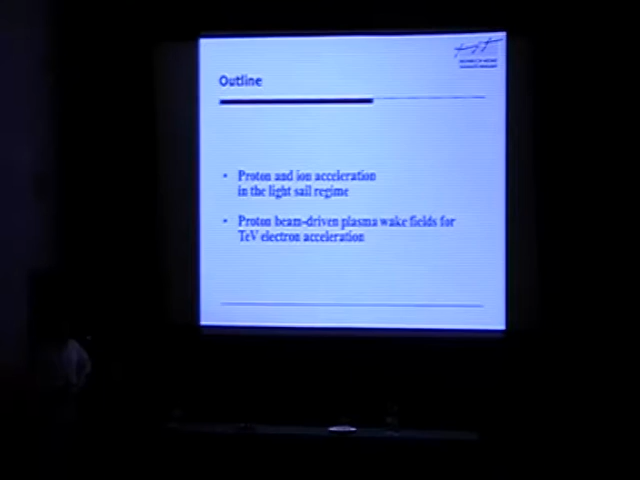 Outline
• Proton and ion acceleration
in the light sail regime
• Proton beam-driven plasma wake fields for
TeV electron acceleration